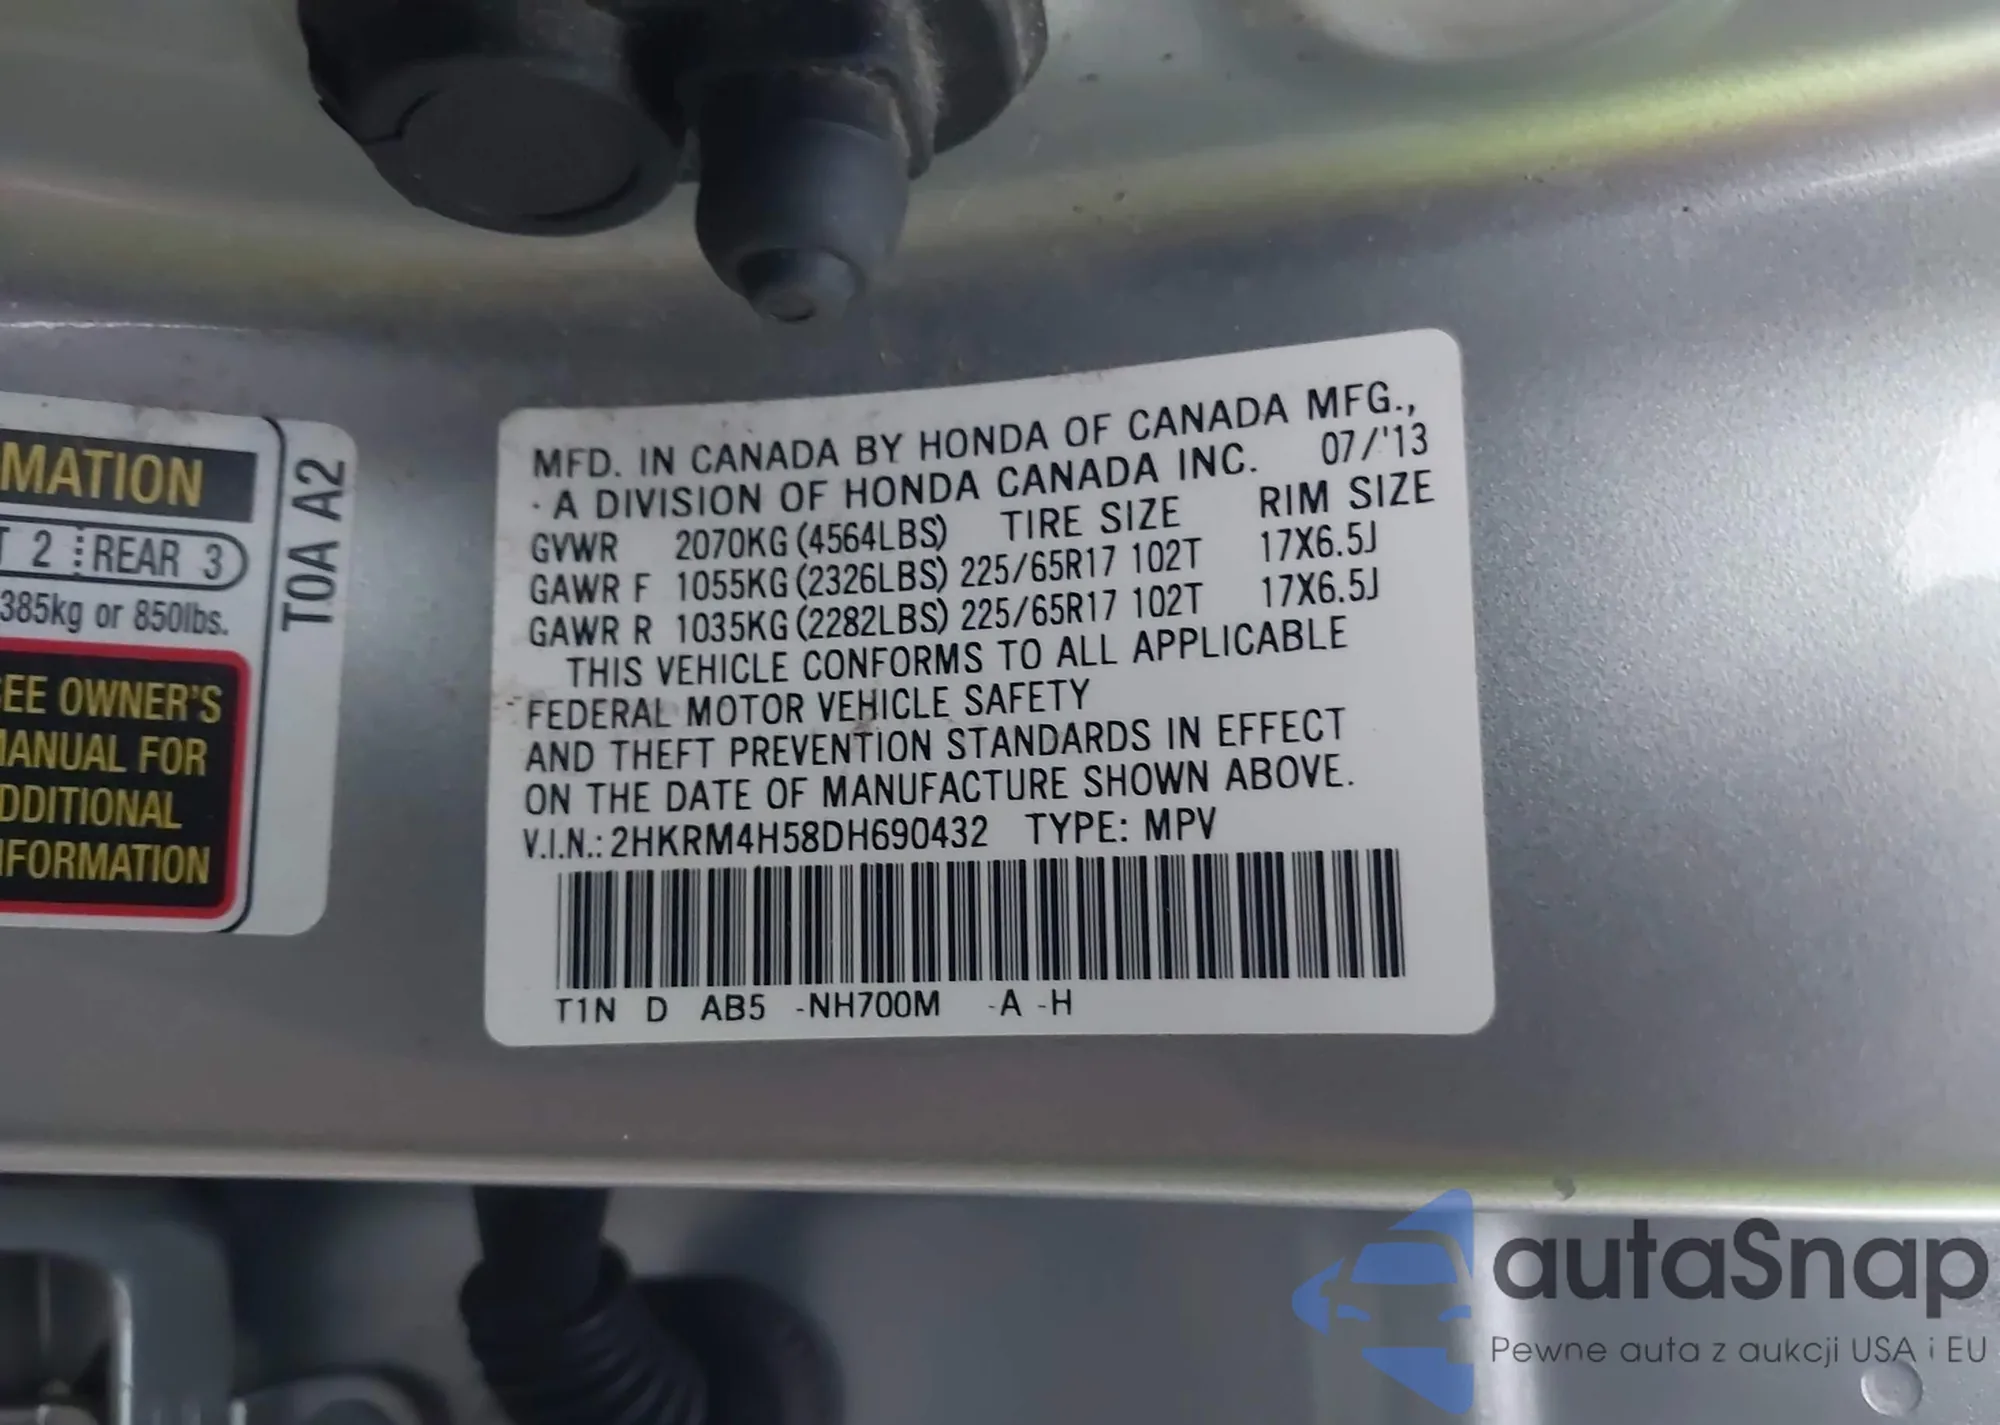 MATION
T 2 REAR 3
385kg or 850lbs.
EE OWNER'S
MANUAL FOR
DDITIONAL
NFORMATION
T0A A2
MFD. IN CANADA BY HONDA OF CANADA MFG.,
· A DIVISION OF HONDA CANADA INC. 07/'13
GVWR 2070KG (4564LBS) TIRE SIZE RIM SIZE
GAWR F 1055KG (2326LBS) 225/65R17 102T 17X6.5J
GAWR R 1035KG (2282LBS) 225/65R17 102T 17X6.5J
THIS VEHICLE CONFORMS TO ALL APPLICABLE
FEDERAL MOTOR VEHICLE SAFETY
AND THEFT PREVENTION STANDARDS IN EFFECT
ON THE DATE OF MANUFACTURE SHOWN ABOVE.
V.I.N.: 2HKRM4H58DH690432 TYPE: MPV
T1N D AB5 -NH700M -A -H
autaSnap
Pewne auta z aukcji USA i EU